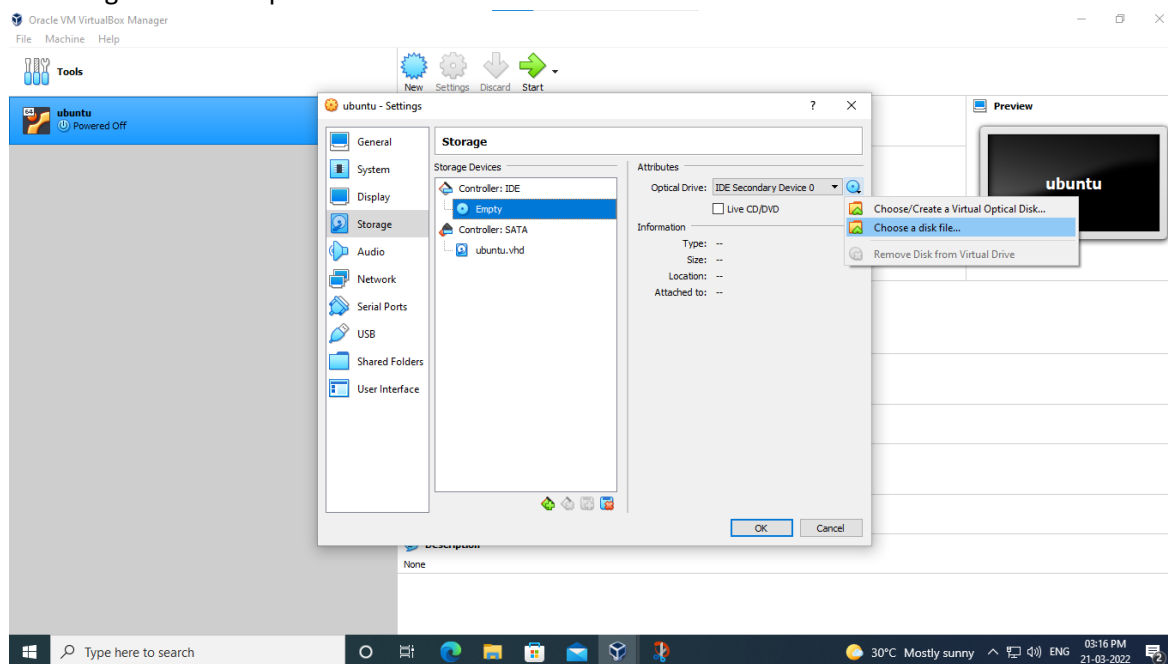 Oracle VM VirtualBox Manager
File Machine Help
Tools
New Settings Discard Start
64
ubuntu
Powered Off
ubuntu - Settings
? ×
Preview
ubuntu
General
System
Display
Storage
Audio
Network
Serial Ports
USB
Shared Folders
User Interface
Storage
Storage Devices
Controller: IDE
Empty
Controller: SATA
ubuntu.vhd
Attributes
Optical Drive: IDE Secondary Device 0
Live CD/DVD
Information
Type: --
Size: --
Location: --
Attached to: --
Choose/Create a Virtual Optical Disk...
Choose a disk file...
Remove Disk from Virtual Drive
OK Cancel
Description
None
Type here to search
30°C Mostly sunny ENG
03:16 PM
21-03-2022
2